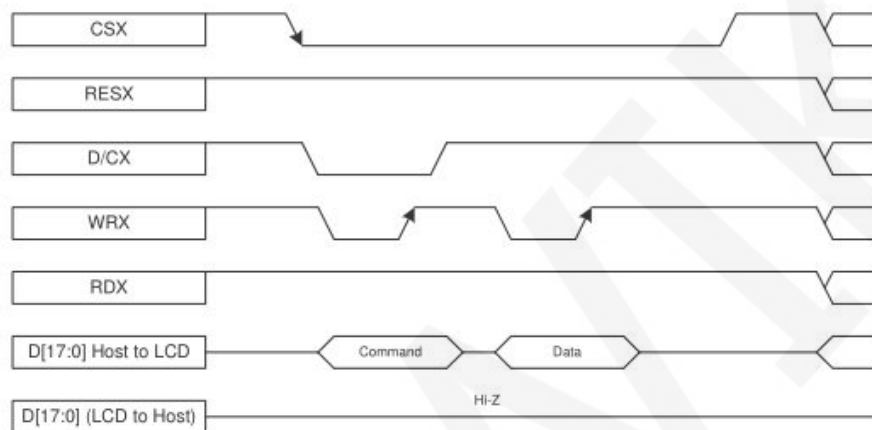 CSX
RESX
D/CX
WRX
RDX
D[17:0] Host to LCD
Command
Data
Hi-Z
D[17:0] (LCD to Host)